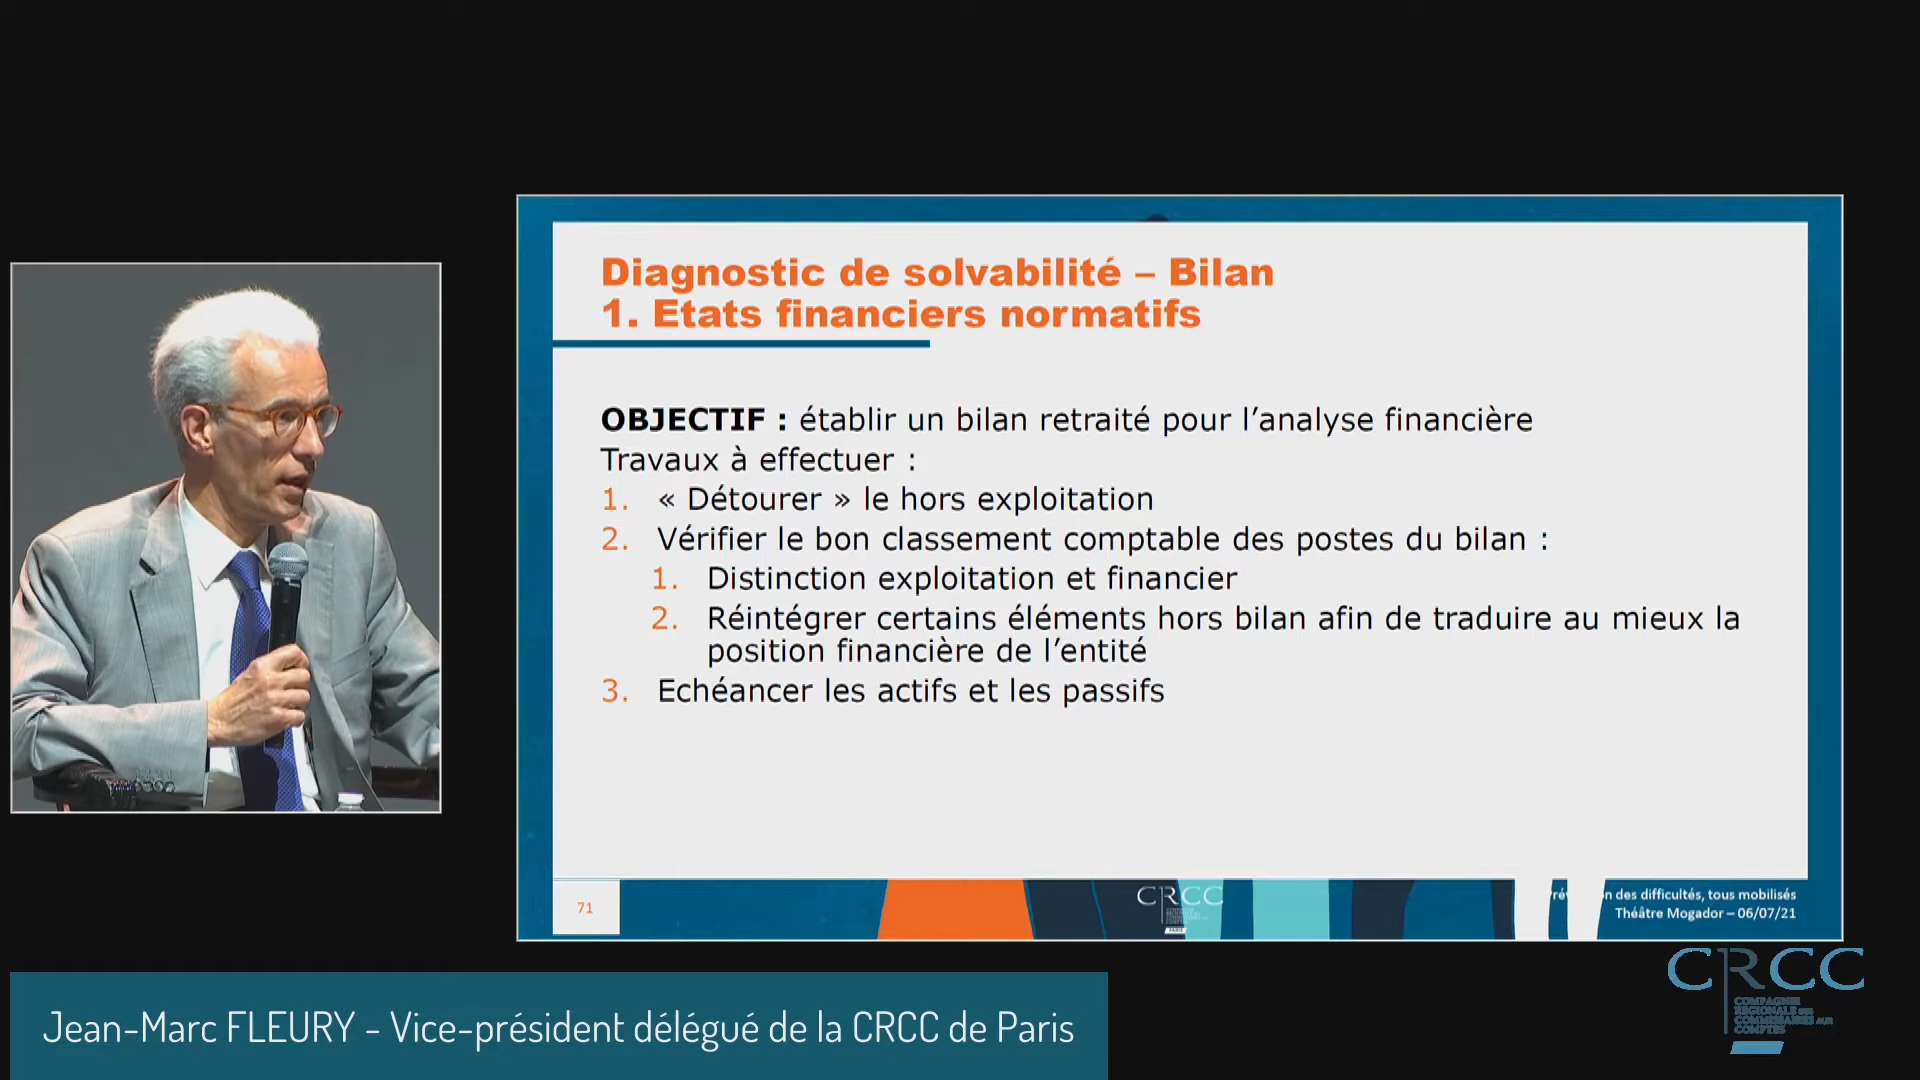 Diagnostic de solvabilité – Bilan
1. Etats financiers normatifs
OBJECTIF : établir un bilan retraité pour l’analyse financière
Travaux à effectuer :
1. « Détourer » le hors exploitation
2. Vérifier le bon classement comptable des postes du bilan :
1. Distinction exploitation et financier
2. Réintégrer certains éléments hors bilan afin de traduire au mieux la
position financière de l’entité
3. Echéancer les actifs et les passifs
71
CRCC
des difficultés, tous mobilisés
Théâtre Mogador – 06/07/21
CRCC
COMPAGNIE
RÉGIONALE DES
COMMISSAIRES AUX
COMPTES
Jean-Marc FLEURY - Vice-président délégué de la CRCC de Paris